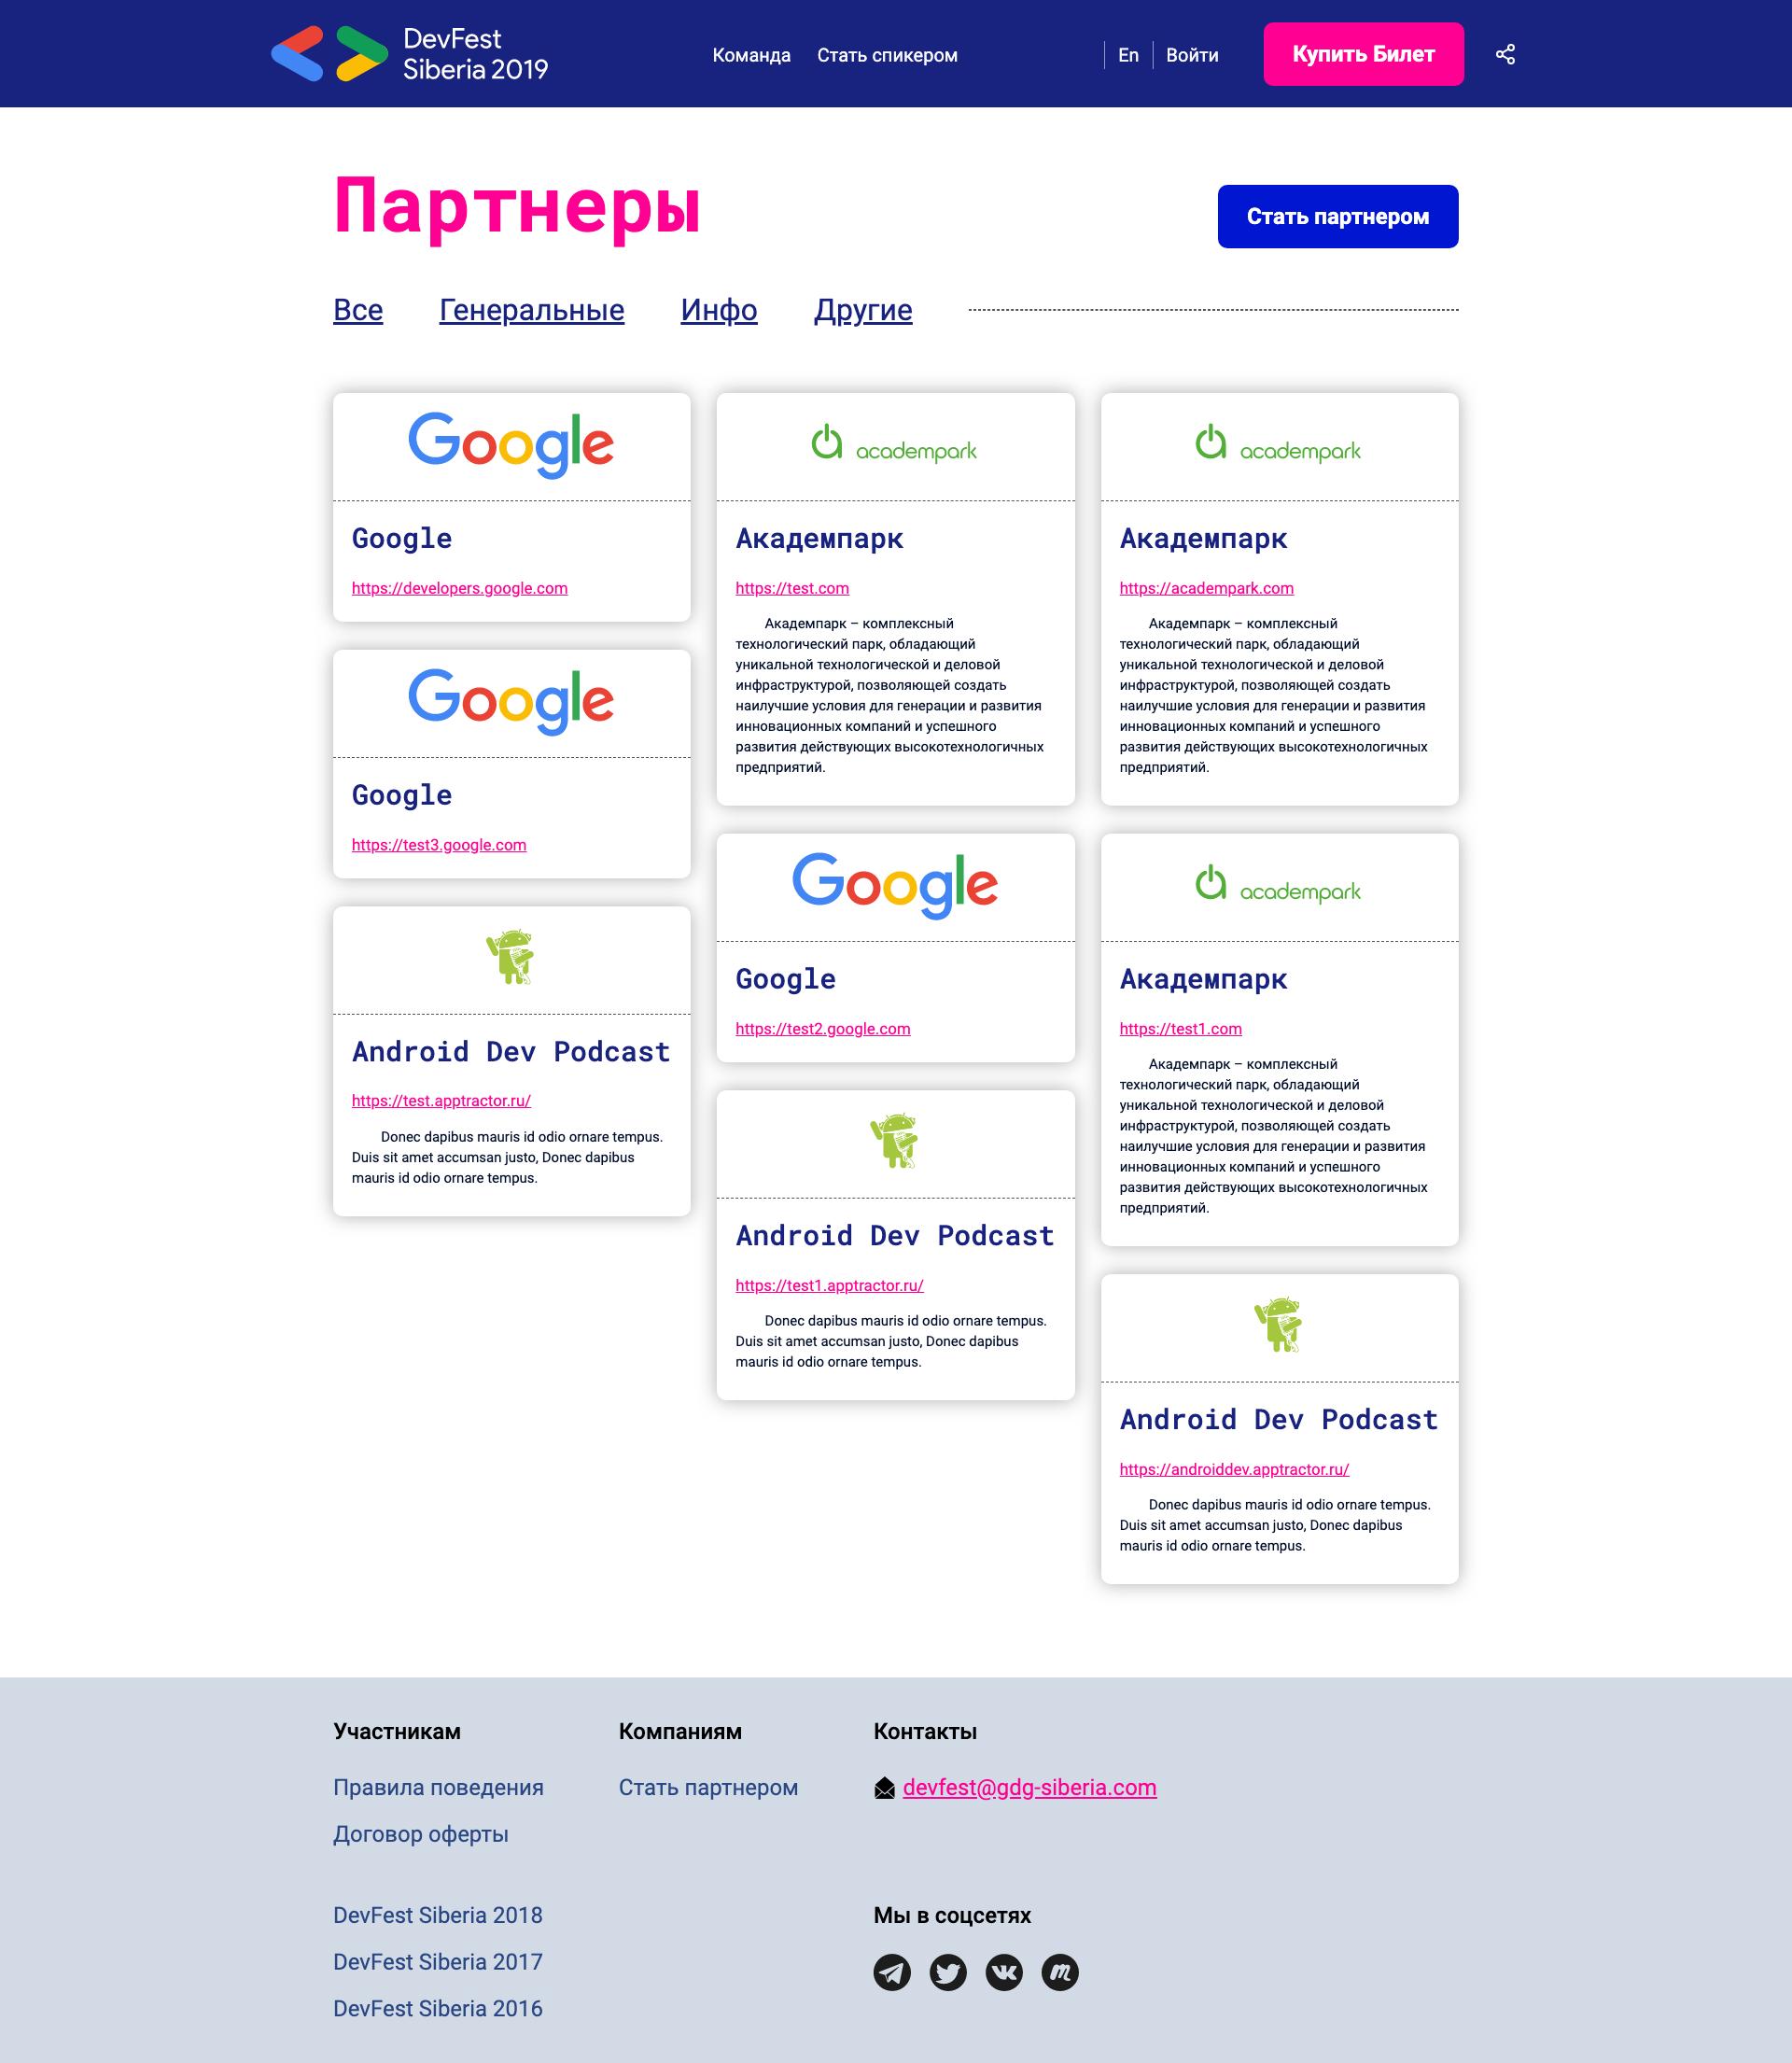 DevFest
Siberia 2019
Команда
Стать спикером
En
Войти
Купить Билет
Партнеры
Стать партнером
Все
Генеральные
Инфо
Другие
Google
Google
https://developers.google.com
Google
Google
https://test3.google.com
Android Dev Podcast
https://test.apptractor.ru/
Donec dapibus mauris id odio ornare tempus.
Duis sit amet accumsan justo, Donec dapibus
mauris id odio ornare tempus.
academpark
Академпарк
https://test.com
Академпарк – комплексный
технологический парк, обладающий
уникальной технологической и деловой
инфраструктурой, позволяющей создать
наилучшие условия для генерации и развития
инновационных компаний и успешного
развития действующих высокотехнологичных
предприятий.
Google
Google
https://test2.google.com
Android Dev Podcast
https://test1.apptractor.ru/
Donec dapibus mauris id odio ornare tempus.
Duis sit amet accumsan justo, Donec dapibus
mauris id odio ornare tempus.
academpark
Академпарк
https://academpark.com
Академпарк – комплексный
технологический парк, обладающий
уникальной технологической и деловой
инфраструктурой, позволяющей создать
наилучшие условия для генерации и развития
инновационных компаний и успешного
развития действующих высокотехнологичных
предприятий.
academpark
Академпарк
https://test1.com
Академпарк – комплексный
технологический парк, обладающий
уникальной технологической и деловой
инфраструктурой, позволяющей создать
наилучшие условия для генерации и развития
инновационных компаний и успешного
развития действующих высокотехнологичных
предприятий.
Android Dev Podcast
https://androiddev.apptractor.ru/
Donec dapibus mauris id odio ornare tempus.
Duis sit amet accumsan justo, Donec dapibus
mauris id odio ornare tempus.
Участникам
Правила поведения
Договор оферты
DevFest Siberia 2018
DevFest Siberia 2017
DevFest Siberia 2016
Компаниям
Стать партнером
Контакты
devfest@gdg-siberia.com
Мы в соцсетях